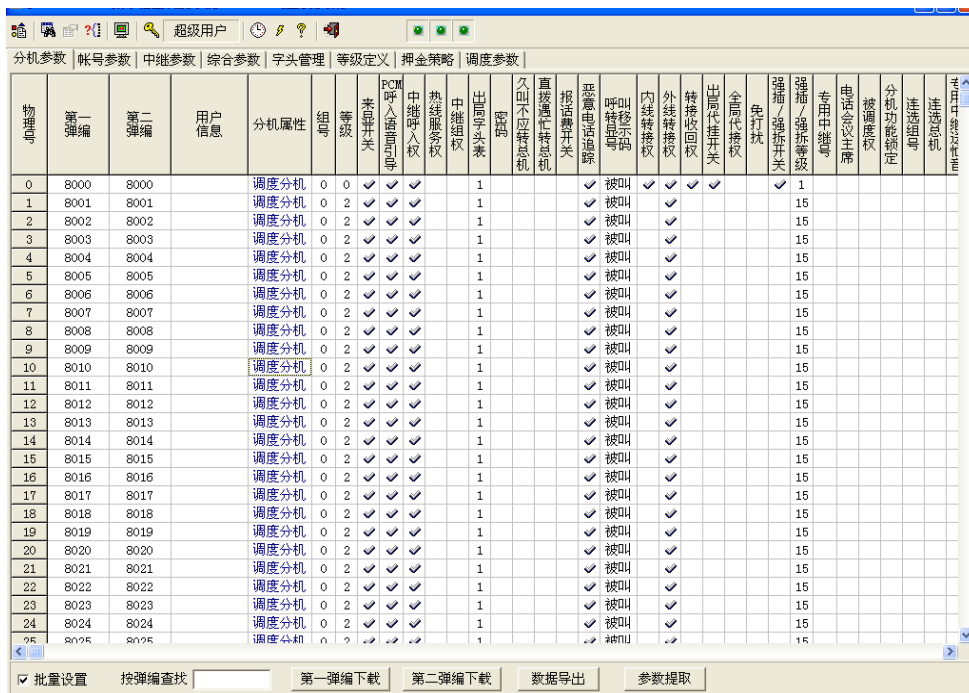 超级用户
分机参数 帐号参数 中继参数 综合参数 字头管理 等级定义 押金策略 调度参数
物理号 第一弹编 第二弹编 用户信息 分机属性 组号 等级 来显开关 PCM呼入语音引导 中继呼入权 热线服务权 中继组权 出局字头表 密码 久叫不应转总机 直拨遇忙转总机 报话费开关 恶意电话追踪 呼叫转移显示号码 内线转接权 外线转接权 转接收回权 出局代挂开关 全局代接权 免打扰 强插/强拆开关 强插/强拆等级 专用中继号 电话会议主席 被调度权 分机功能锁定 连选组号 连选总机
0 8000 8000 调度分机 0 0 ✓ ✓ ✓ 1 ✓ 被叫 ✓ ✓ ✓ ✓ ✓ 1
1 8001 8001 调度分机 0 2 ✓ ✓ ✓ 1 ✓ 被叫 ✓ 15
2 8002 8002 调度分机 0 2 ✓ ✓ ✓ 1 ✓ 被叫 ✓ 15
3 8003 8003 调度分机 0 2 ✓ ✓ ✓ 1 ✓ 被叫 ✓ 15
4 8004 8004 调度分机 0 2 ✓ ✓ ✓ 1 ✓ 被叫 ✓ 15
5 8005 8005 调度分机 0 2 ✓ ✓ ✓ 1 ✓ 被叫 ✓ 15
6 8006 8006 调度分机 0 2 ✓ ✓ ✓ 1 ✓ 被叫 ✓ 15
7 8007 8007 调度分机 0 2 ✓ ✓ ✓ 1 ✓ 被叫 ✓ 15
8 8008 8008 调度分机 0 2 ✓ ✓ ✓ 1 ✓ 被叫 ✓ 15
9 8009 8009 调度分机 0 2 ✓ ✓ ✓ 1 ✓ 被叫 ✓ 15
10 8010 8010 调度分机 0 2 ✓ ✓ ✓ 1 ✓ 被叫 ✓ 15
11 8011 8011 调度分机 0 2 ✓ ✓ ✓ 1 ✓ 被叫 ✓ 15
12 8012 8012 调度分机 0 2 ✓ ✓ ✓ 1 ✓ 被叫 ✓ 15
13 8013 8013 调度分机 0 2 ✓ ✓ ✓ 1 ✓ 被叫 ✓ 15
14 8014 8014 调度分机 0 2 ✓ ✓ ✓ 1 ✓ 被叫 ✓ 15
15 8015 8015 调度分机 0 2 ✓ ✓ ✓ 1 ✓ 被叫 ✓ 15
16 8016 8016 调度分机 0 2 ✓ ✓ ✓ 1 ✓ 被叫 ✓ 15
17 8017 8017 调度分机 0 2 ✓ ✓ ✓ 1 ✓ 被叫 ✓ 15
18 8018 8018 调度分机 0 2 ✓ ✓ ✓ 1 ✓ 被叫 ✓ 15
19 8019 8019 调度分机 0 2 ✓ ✓ ✓ 1 ✓ 被叫 ✓ 15
20 8020 8020 调度分机 0 2 ✓ ✓ ✓ 1 ✓ 被叫 ✓ 15
21 8021 8021 调度分机 0 2 ✓ ✓ ✓ 1 ✓ 被叫 ✓ 15
22 8022 8022 调度分机 0 2 ✓ ✓ ✓ 1 ✓ 被叫 ✓ 15
23 8023 8023 调度分机 0 2 ✓ ✓ ✓ 1 ✓ 被叫 ✓ 15
24 8024 8024 调度分机 0 2 ✓ ✓ ✓ 1 ✓ 被叫 ✓ 15
25 8025 8025 调度分机 0 2 ✓ ✓ ✓ 1 ✓ 被叫 ✓ 15
批量设置 按弹编查找 第一弹编下载 第二弹编下载 数据导出 参数提取